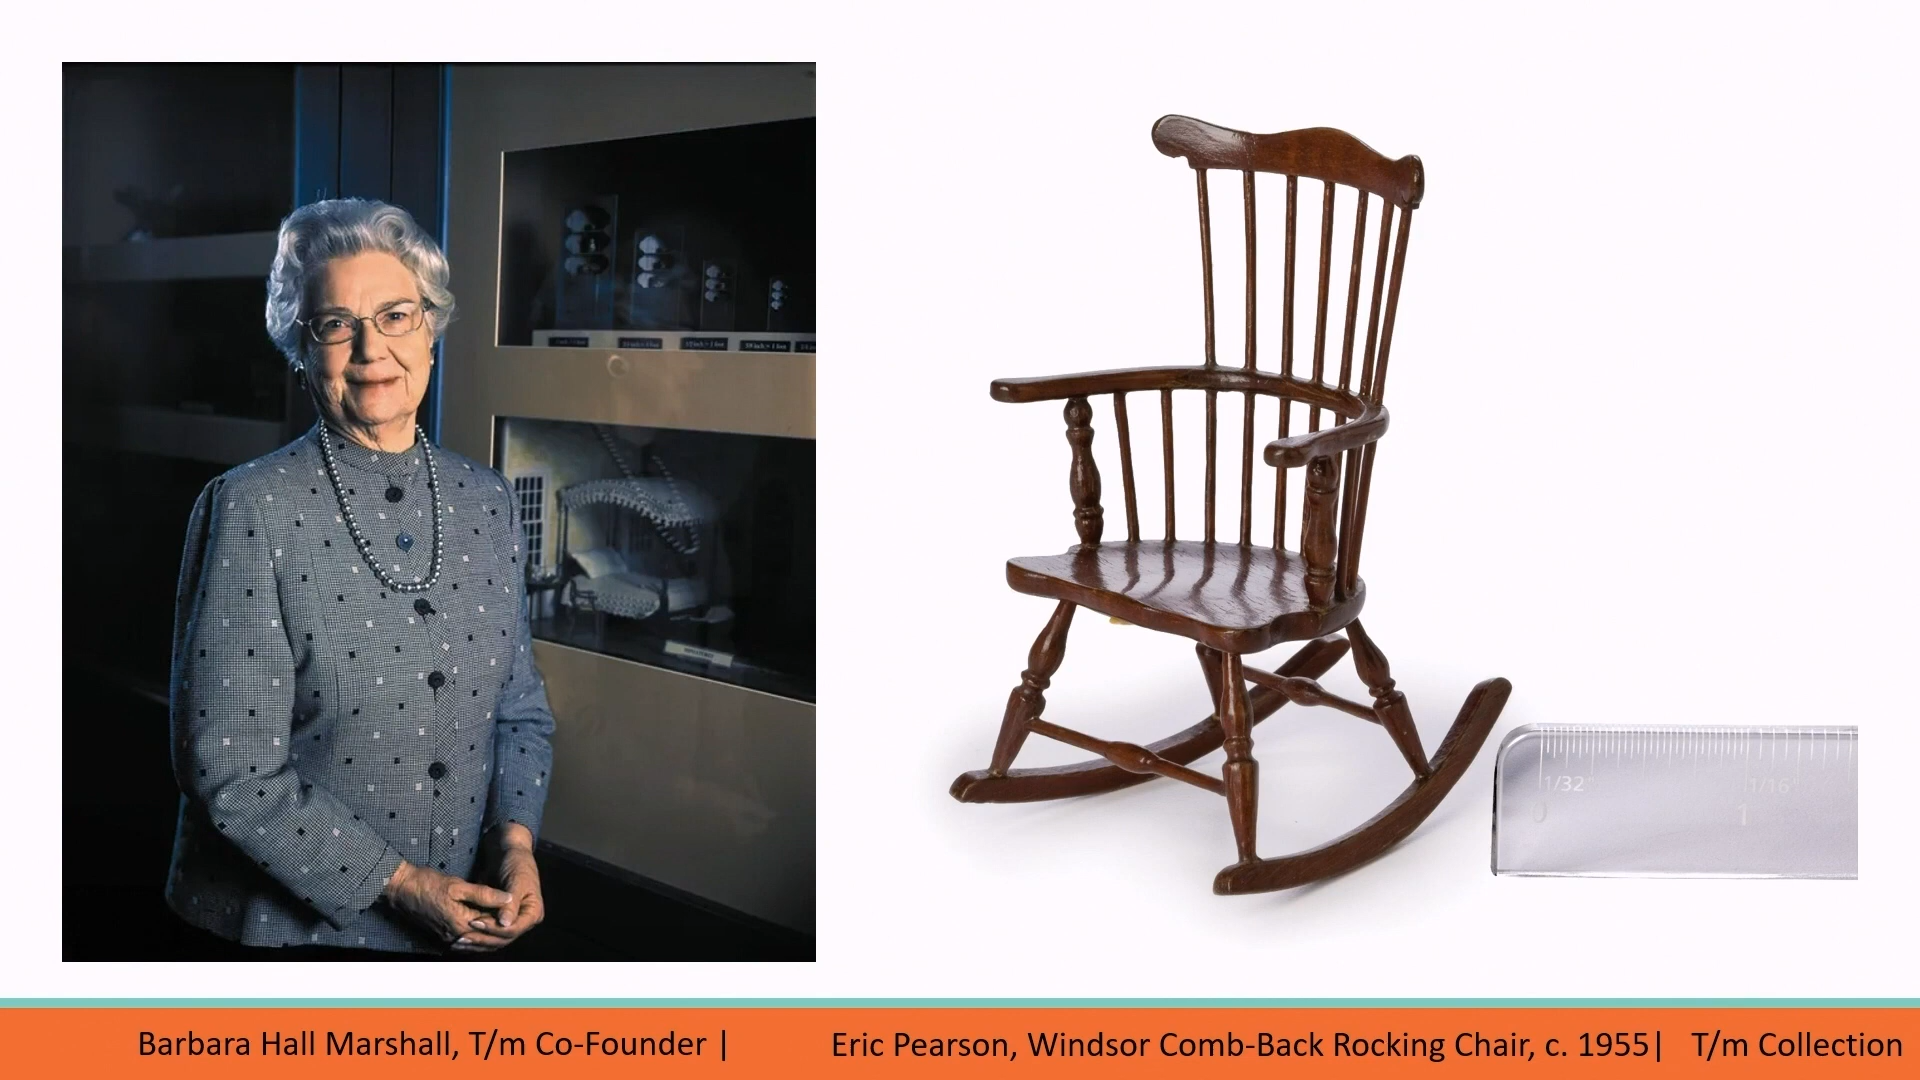 1/32
1/16
0
1
Barbara Hall Marshall, T/m Co-Founder |
Eric Pearson, Windsor Comb-Back Rocking Chair, c. 1955| T/m Collection